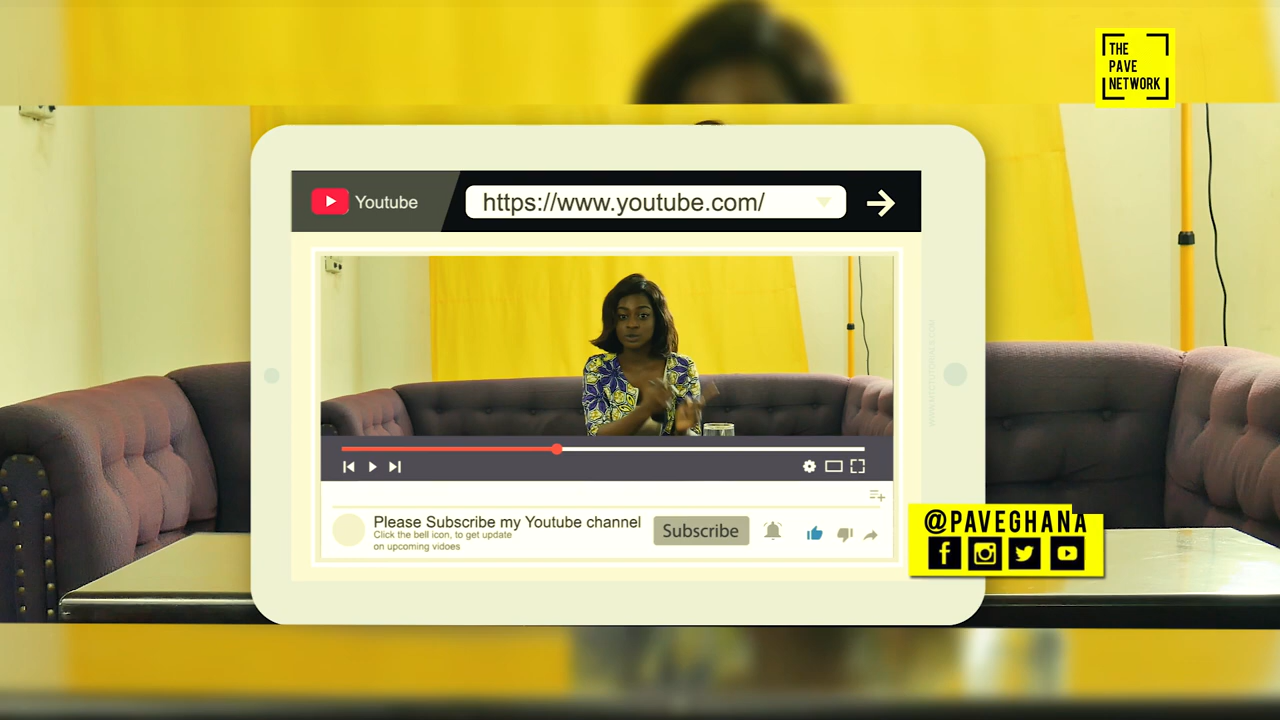 THE
PAVE
NETWORK
Youtube
https://www.youtube.com/
Please Subscribe my Youtube channel
Click the bell icon, to get update
on upcoming vidoes
Subscribe
@PAVEGHANA